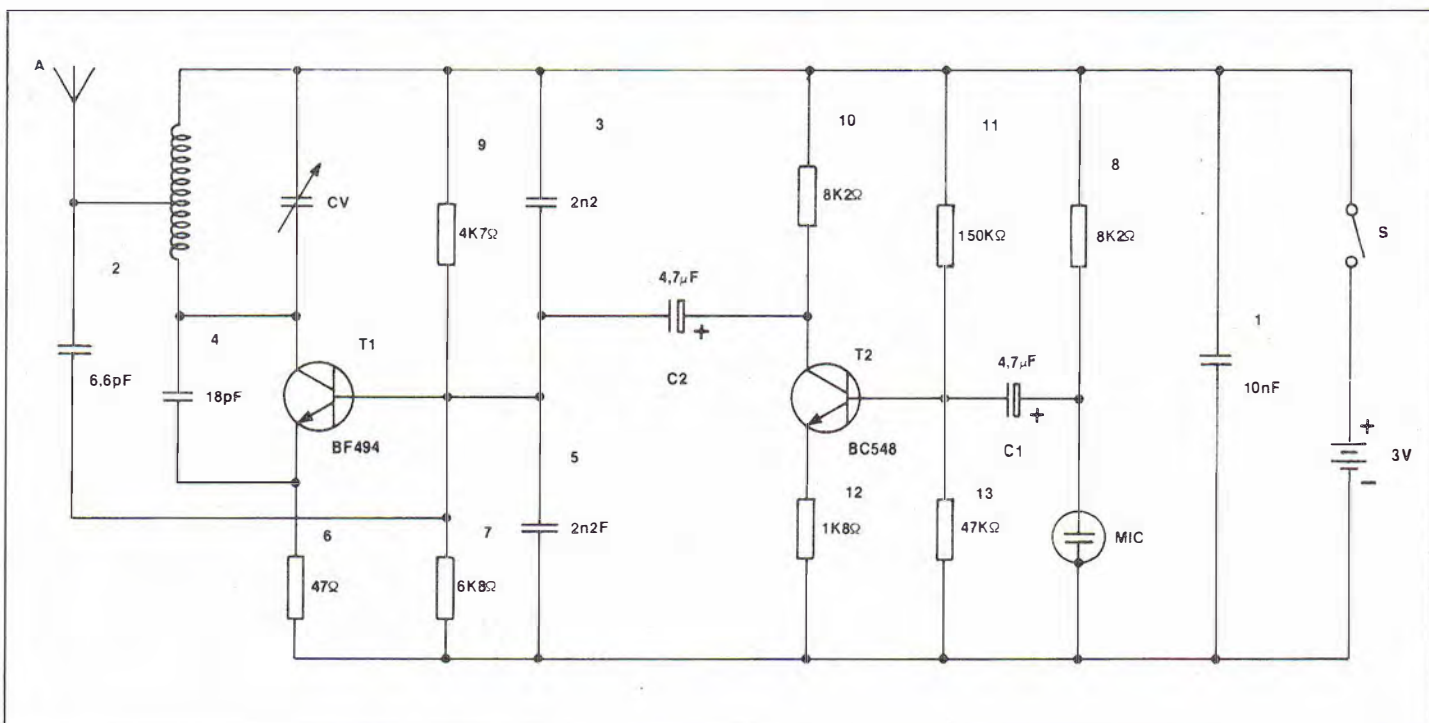 A
3
10
11
9
8
8K2Ω
CV
2n2
4K7Ω
150KΩ
8K2Ω
S
2
4,7µF
+
1
4
T1
T2
4,7µF
6,6pF
18pF
C2
10nF
+
+
C1
BF494
BC548
3V
5
-
12
13
6
7
2n2F
1K8Ω
47KΩ
MIC
47Ω
6K8Ω